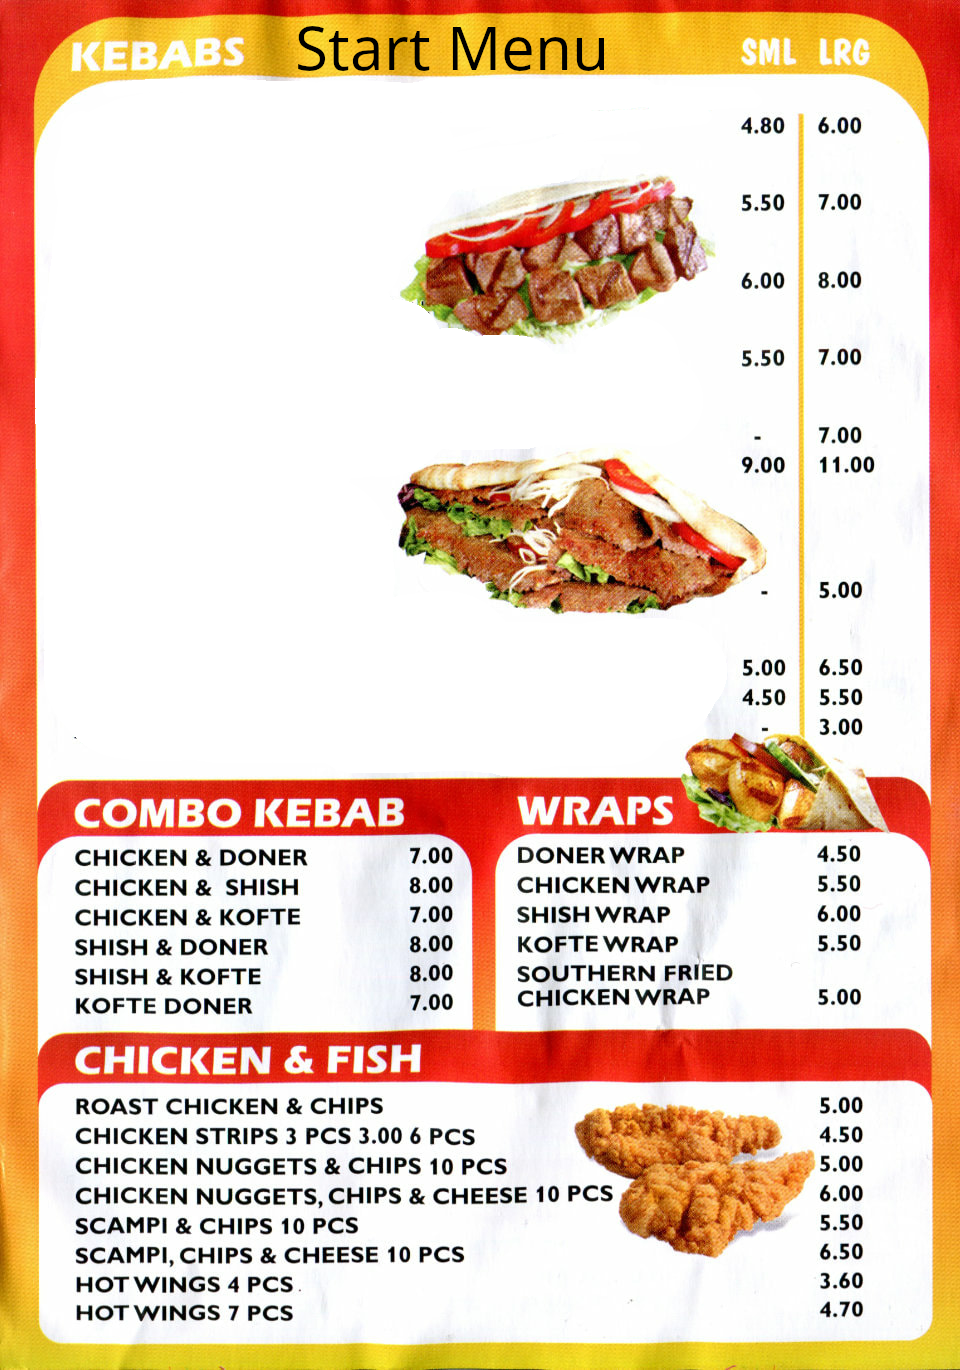 KEBABS Start Menu SML LRG
4.80 6.00
5.50 7.00
6.00 8.00
5.50 7.00
- 7.00
9.00 11.00
- 5.00
5.00 6.50
4.50 5.50
- 3.00
COMBO KEBAB
CHICKEN & DONER 7.00
CHICKEN & SHISH 8.00
CHICKEN & KOFTE 7.00
SHISH & DONER 8.00
SHISH & KOFTE 8.00
KOFTE DONER 7.00
WRAPS
DONER WRAP 4.50
CHICKEN WRAP 5.50
SHISH WRAP 6.00
KOFTE WRAP 5.50
SOUTHERN FRIED
CHICKEN WRAP 5.00
CHICKEN & FISH
ROAST CHICKEN & CHIPS 5.00
CHICKEN STRIPS 3 PCS 3.00 6 PCS 4.50
CHICKEN NUGGETS & CHIPS 10 PCS 5.00
CHICKEN NUGGETS, CHIPS & CHEESE 10 PCS 6.00
SCAMPI & CHIPS 10 PCS 5.50
SCAMPI, CHIPS & CHEESE 10 PCS 6.50
HOT WINGS 4 PCS 3.60
HOT WINGS 7 PCS 4.70